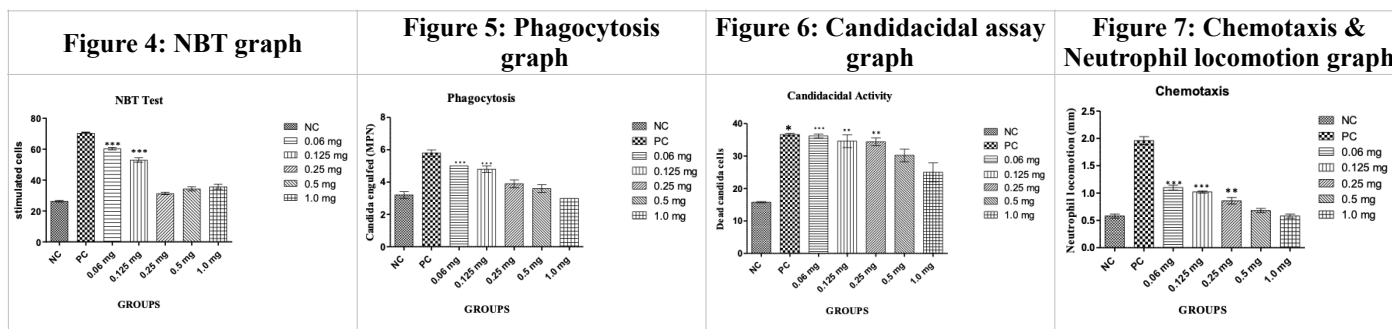 Figure 4: NBT graph
NBT Test
stimulated cells
80
60
40
20
0
***
***
NC
PC
0.06 mg
0.125 mg
0.25 mg
0.5 mg
1.0 mg
GROUPS
NC
PC
0.06 mg
0.125 mg
0.25 mg
0.5 mg
1.0 mg
Figure 5: Phagocytosis
graph
Phagocytosis
Candida engulfed (MPN)
8
6
4
2
0
***
***
NC
PC
0.06 mg
0.125 mg
0.25 mg
0.5 mg
1.0 mg
GROUPS
NC
PC
0.06 mg
0.125 mg
0.25 mg
0.5 mg
1.0 mg
Figure 6: Candidacidal assay
graph
Candidacidal Activity
Dead candida cells
40
30
20
10
0
*
***
**
**
NC
PC
0.06 mg
0.125 mg
0.25 mg
0.5 mg
1.0 mg
GROUPS
NC
PC
0.06 mg
0.125 mg
0.25 mg
0.5 mg
1.0 mg
Figure 7: Chemotaxis &
Neutrophil locomotion graph
Chemotaxis
Neutrophil locomotion (mm)
2.5
2.0
1.5
1.0
0.5
0.0
***
***
**
NC
PC
0.06 mg
0.125 mg
0.25 mg
0.5 mg
1.0 mg
GROUPS
NC
PC
0.06 mg
0.125 mg
0.25 mg
0.5 mg
1.0 mg